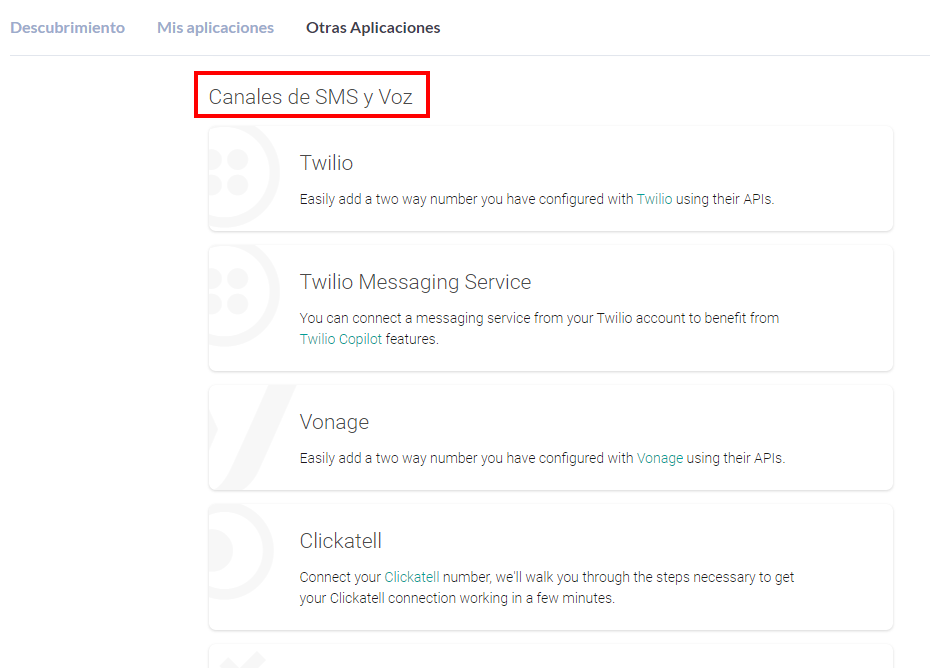 Descubrimiento Mis aplicaciones Otras Aplicaciones
Canales de SMS y Voz
Twilio
Easily add a two way number you have configured with Twilio using their APIs.
Twilio Messaging Service
You can connect a messaging service from your Twilio account to benefit from
Twilio Copilot features.
Vonage
Easily add a two way number you have configured with Vonage using their APIs.
Clickatell
Connect your Clickatell number, we'll walk you through the steps necessary to get
your Clickatell connection working in a few minutes.